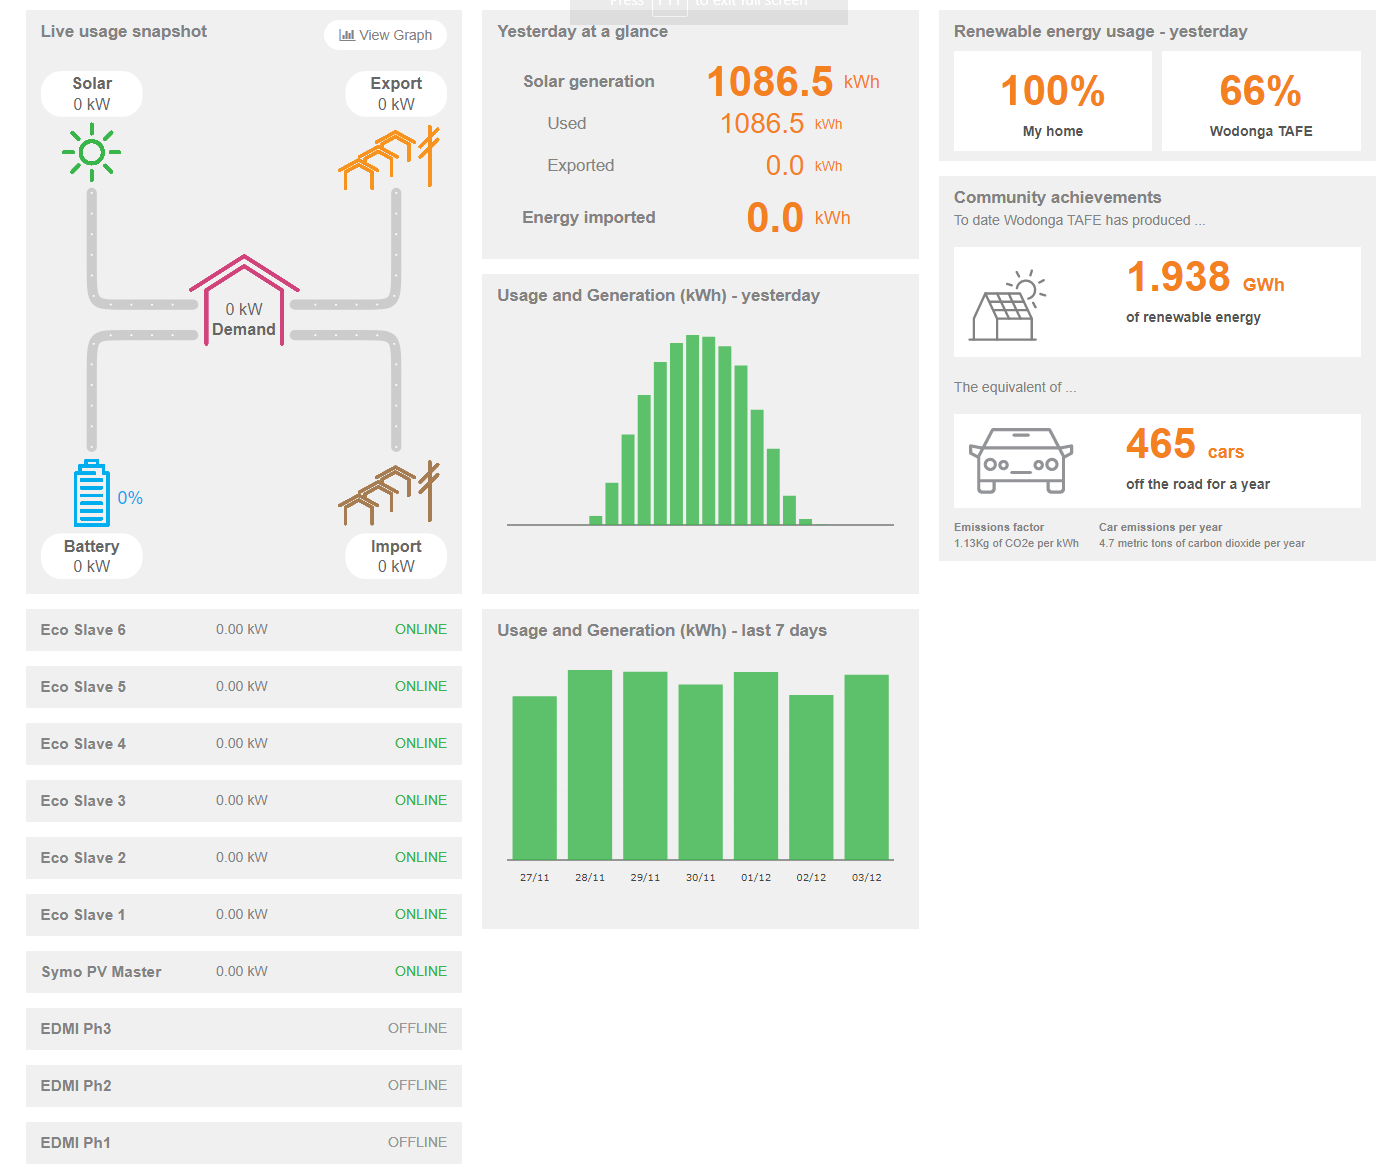 Press F11 to exit full screen
Live usage snapshot
View Graph
Solar
0 kW
Export
0 kW
0 kW
Demand
0%
Battery
0 kW
Import
0 kW
Eco Slave 6 0.00 kW ONLINE
Eco Slave 5 0.00 kW ONLINE
Eco Slave 4 0.00 kW ONLINE
Eco Slave 3 0.00 kW ONLINE
Eco Slave 2 0.00 kW ONLINE
Eco Slave 1 0.00 kW ONLINE
Symo PV Master 0.00 kW ONLINE
EDMI Ph3 OFFLINE
EDMI Ph2 OFFLINE
EDMI Ph1 OFFLINE
Yesterday at a glance
Solar generation 1086.5 kWh
Used 1086.5 kWh
Exported 0.0 kWh
Energy imported 0.0 kWh
Usage and Generation (kWh) - yesterday
Usage and Generation (kWh) - last 7 days
27/11 28/11 29/11 30/11 01/12 02/12 03/12
Renewable energy usage - yesterday
100%
My home
66%
Wodonga TAFE
Community achievements
To date Wodonga TAFE has produced ...
1.938 GWh
of renewable energy
The equivalent of ...
465 cars
off the road for a year
Emissions factor
1.13Kg of CO2e per kWh
Car emissions per year
4.7 metric tons of carbon dioxide per year